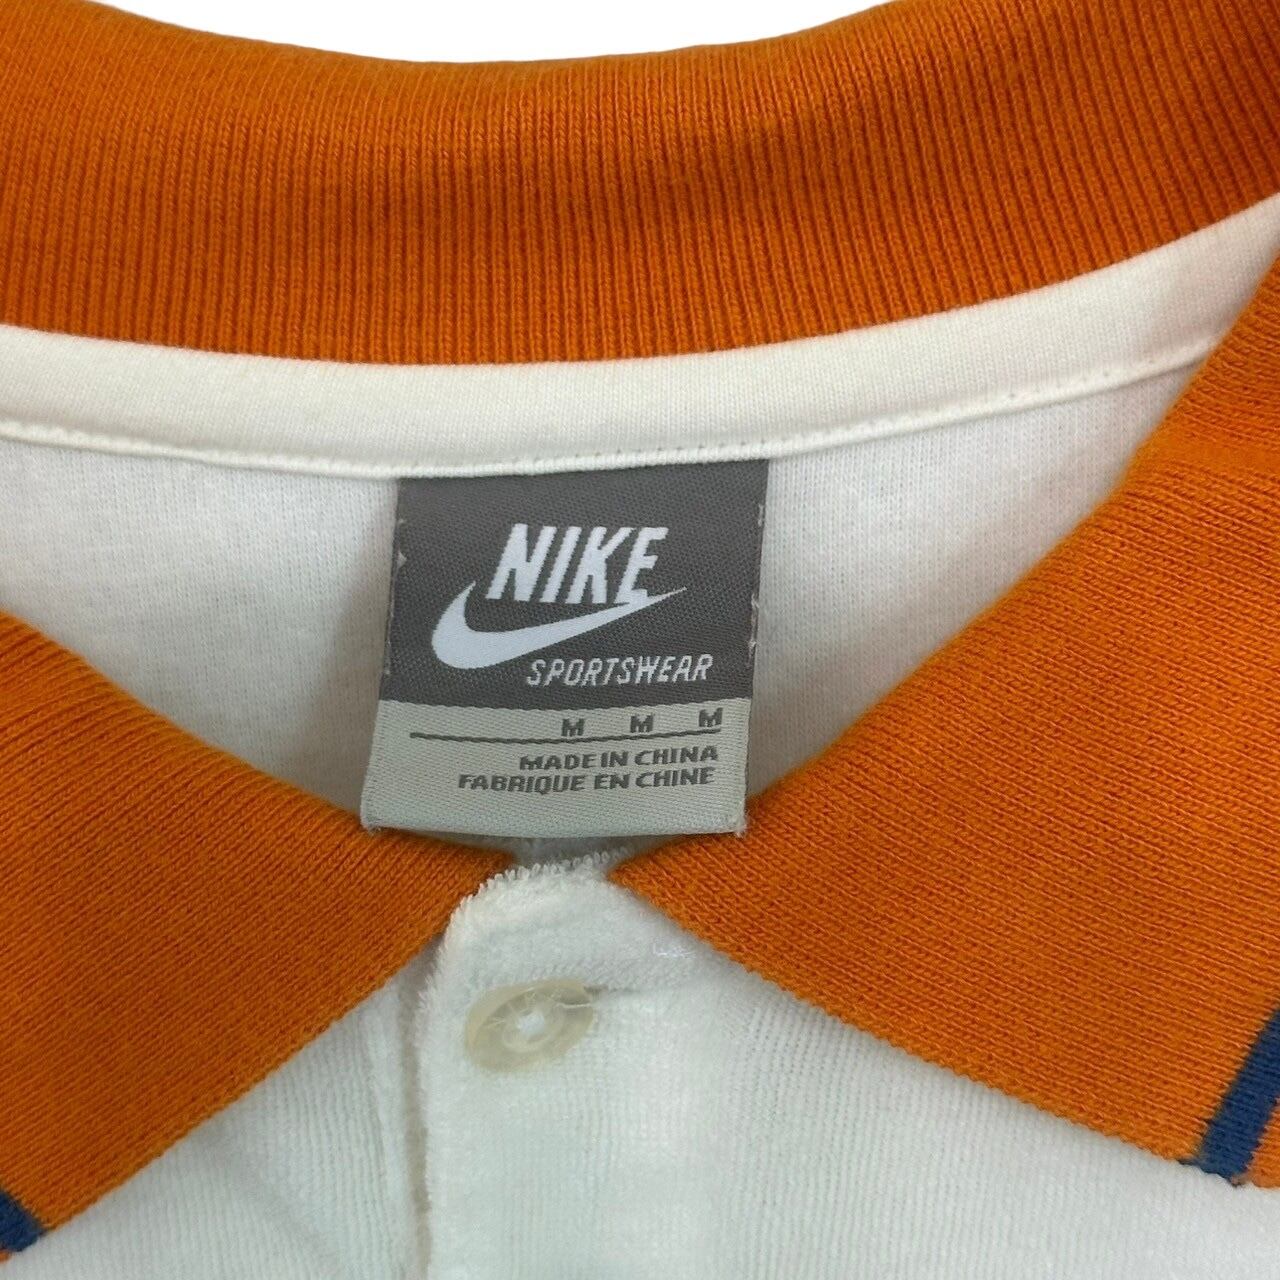 NIKE
SPORTSWEAR
M M M
MADE IN CHINA
FABRIQUE EN CHINE